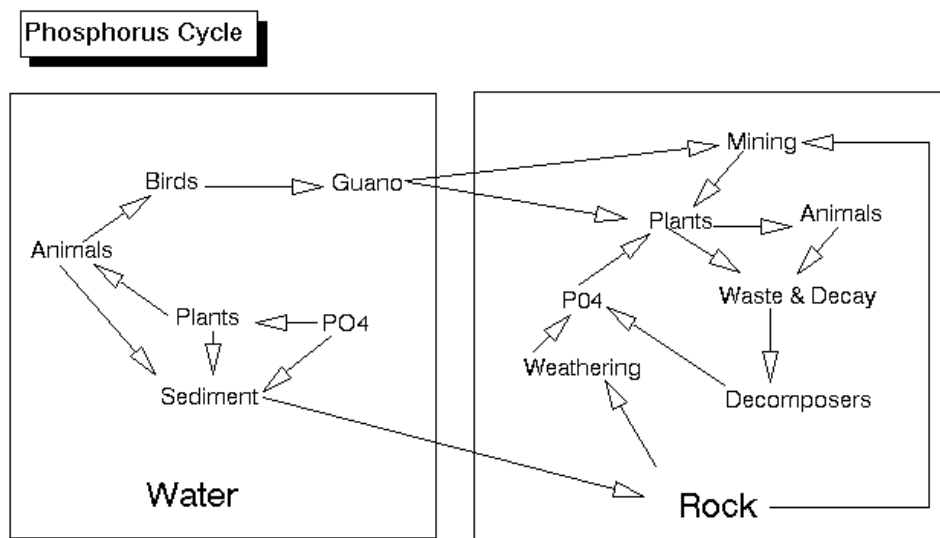 Phosphorus Cycle
Mining
Birds
Guano
Plants
Animals
Animals
Waste & Decay
P04
Plants
PO4
Weathering
Sediment
Decomposers
Water
Rock